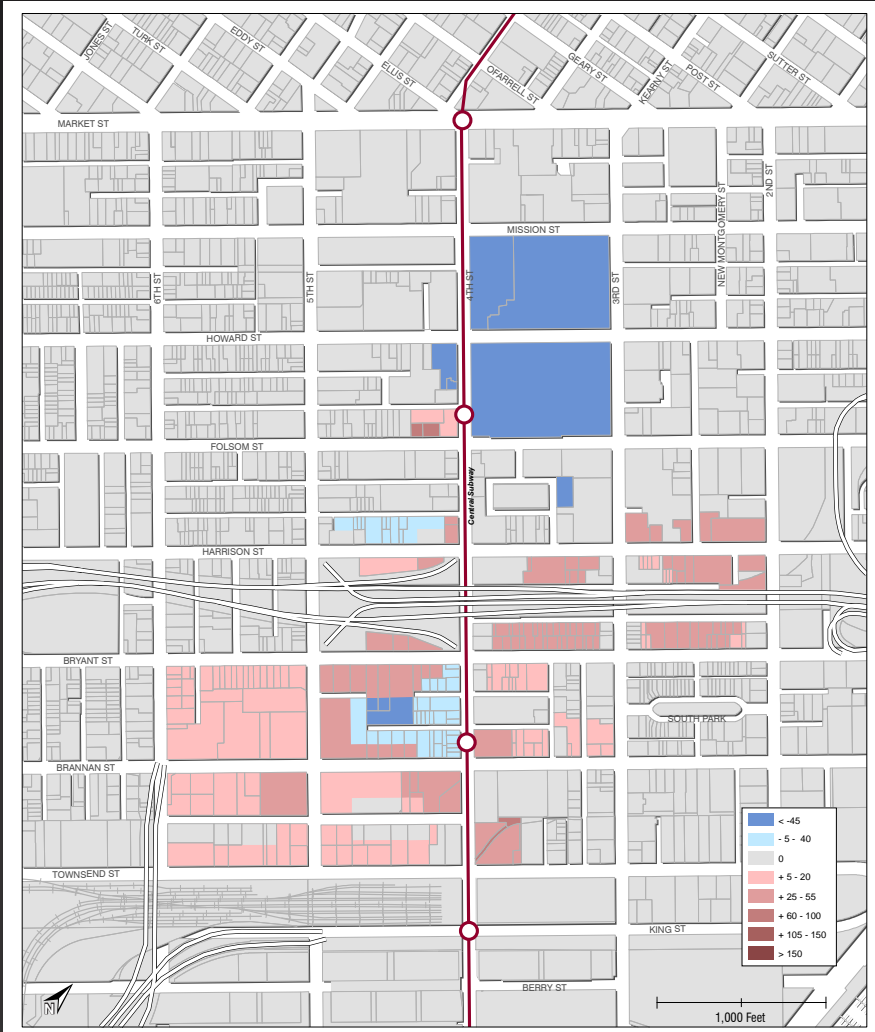 JONES ST
TURK ST
EDDY ST
ELLIS ST
OFARRELL ST
GEARY ST
KEARNY ST
POST ST
SUTTER ST
MARKET ST
2ND ST
NEW MONTGOMERY ST
MISSION ST
6TH ST
5TH ST
4TH ST
3RD ST
HOWARD ST
FOLSOM ST
Central Subway
HARRISON ST
BRYANT ST
SOUTH PARK
BRANNAN ST
TOWNSEND ST
KING ST
BERRY ST
< -45
- 5 - 40
0
+ 5 - 20
+ 25 - 55
+ 60 - 100
+ 105 - 150
> 150
N
1,000 Feet